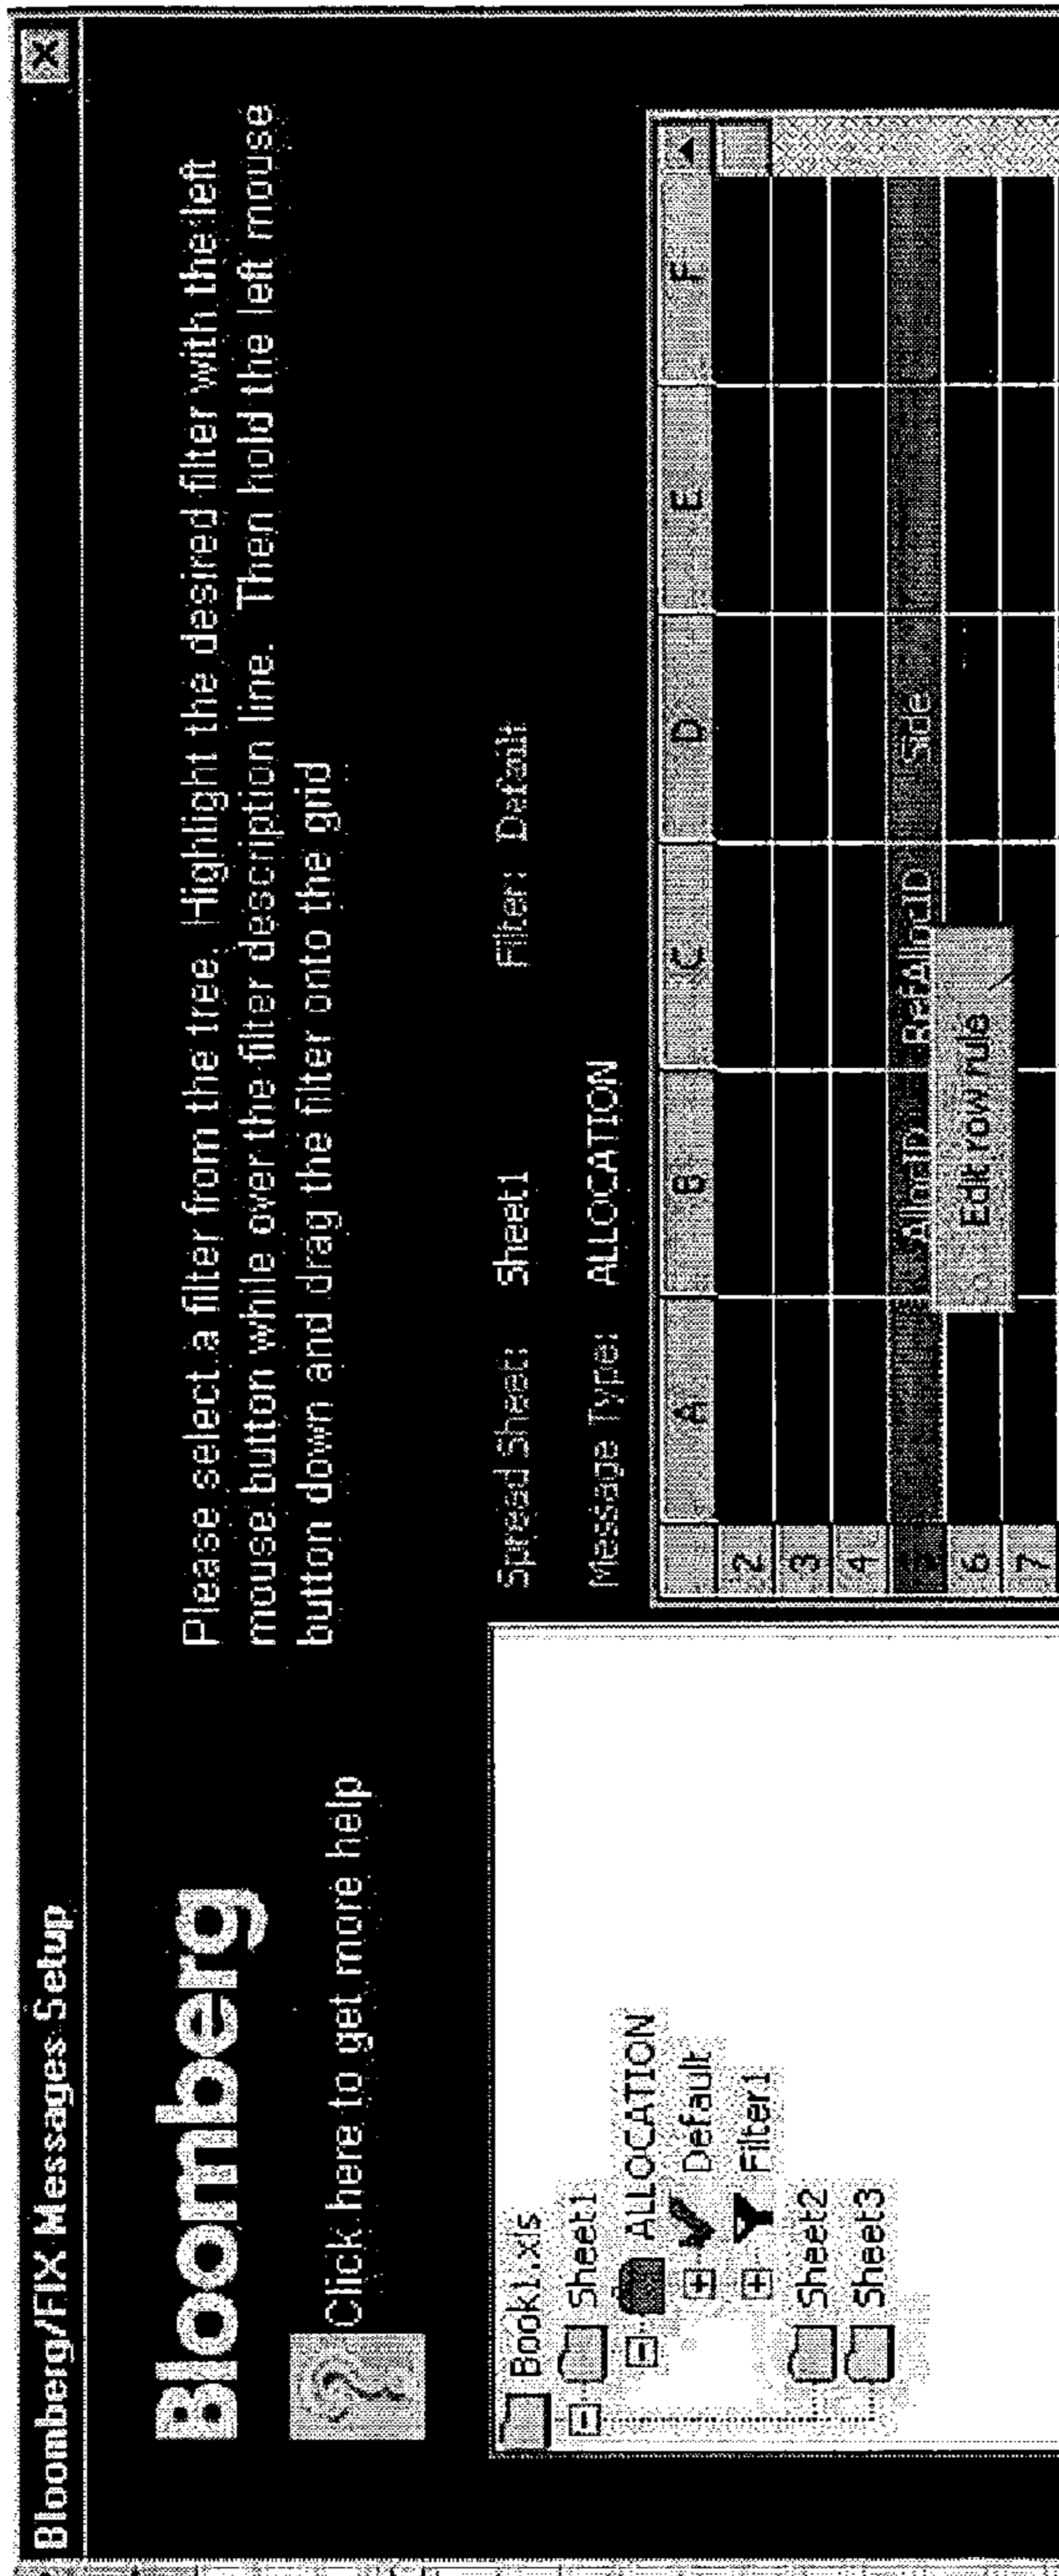 Bloomberg/FIX Messages Setup
X
Bloomberg
Click here to get more help
Please select a filter from the tree. Highlight the desired filter with the left
mouse button while over the filter description line. Then hold the left mouse
button down and drag the filter onto the grid
Book1.xls
Sheet1
ALLOCATION
Default
Filter1
Sheet2
Sheet3
Spread Sheet: Sheet1 Filter: Default
Message Type: ALLOCATION
A B C D E F
2
3
4
AllocID RefAllocID Side
Edit row rule
6
7